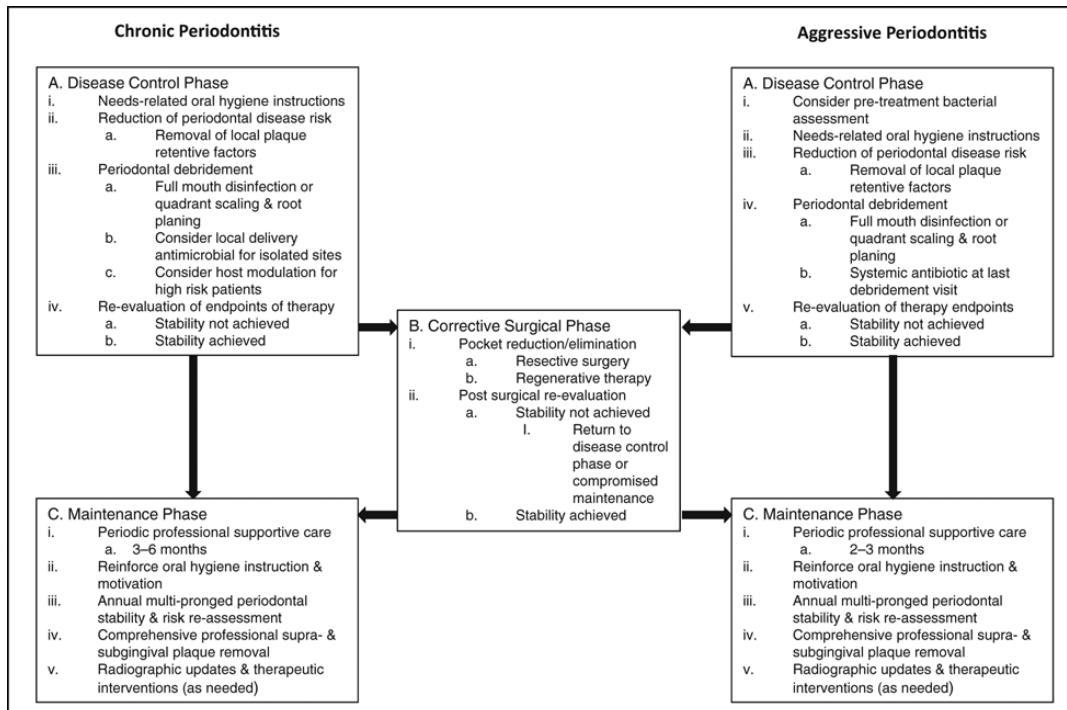 Chronic Periodontitis
A. Disease Control Phase
i. Needs-related oral hygiene instructions
ii. Reduction of periodontal disease risk
a. Removal of local plaque
retentive factors
iii. Periodontal debridement
a. Full mouth disinfection or
quadrant scaling & root
planing
b. Consider local delivery
antimicrobial for isolated sites
c. Consider host modulation for
high risk patients
iv. Re-evaluation of endpoints of therapy
a. Stability not achieved
b. Stability achieved
Aggressive Periodontitis
A. Disease Control Phase
i. Consider pre-treatment bacterial
assessment
ii. Needs-related oral hygiene instructions
iii. Reduction of periodontal disease risk
a. Removal of local plaque
retentive factors
iv. Periodontal debridement
a. Full mouth disinfection or
quadrant scaling & root
planing
b. Systemic antibiotic at last
debridement visit
v. Re-evaluation of therapy endpoints
a. Stability not achieved
b. Stability achieved
B. Corrective Surgical Phase
i. Pocket reduction/elimination
a. Resective surgery
b. Regenerative therapy
ii. Post surgical re-evaluation
a. Stability not achieved
I. Return to
disease control
phase or
compromised
maintenance
b. Stability achieved
C. Maintenance Phase
i. Periodic professional supportive care
a. 3–6 months
ii. Reinforce oral hygiene instruction &
motivation
iii. Annual multi-pronged periodontal
stability & risk re-assessment
iv. Comprehensive professional supra- &
subgingival plaque removal
v. Radiographic updates & therapeutic
interventions (as needed)
C. Maintenance Phase
i. Periodic professional supportive care
a. 2–3 months
ii. Reinforce oral hygiene instruction &
motivation
iii. Annual multi-pronged periodontal
stability & risk re-assessment
iv. Comprehensive professional supra- &
subgingival plaque removal
v. Radiographic updates & therapeutic
interventions (as needed)